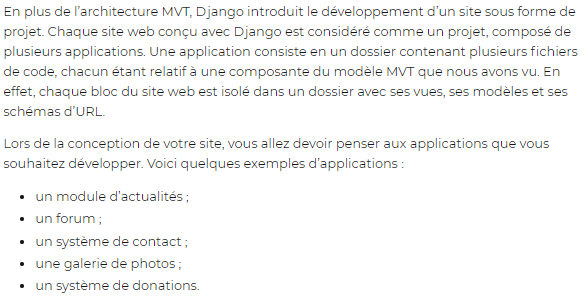 En plus de l’architecture MVT, Django introduit le développement d’un site sous forme de
projet. Chaque site web conçu avec Django est considéré comme un projet, composé de
plusieurs applications. Une application consiste en un dossier contenant plusieurs fichiers
de code, chacun étant relatif à une composante du modèle MVT que nous avons vu. En
effet, chaque bloc du site web est isolé dans un dossier avec ses vues, ses modèles et ses
schémas d’URL.
Lors de la conception de votre site, vous allez devoir penser aux applications que vous
souhaitez développer. Voici quelques exemples d’applications :
• un module d’actualités ;
• un forum ;
• un système de contact ;
• une galerie de photos ;
• un système de donations.